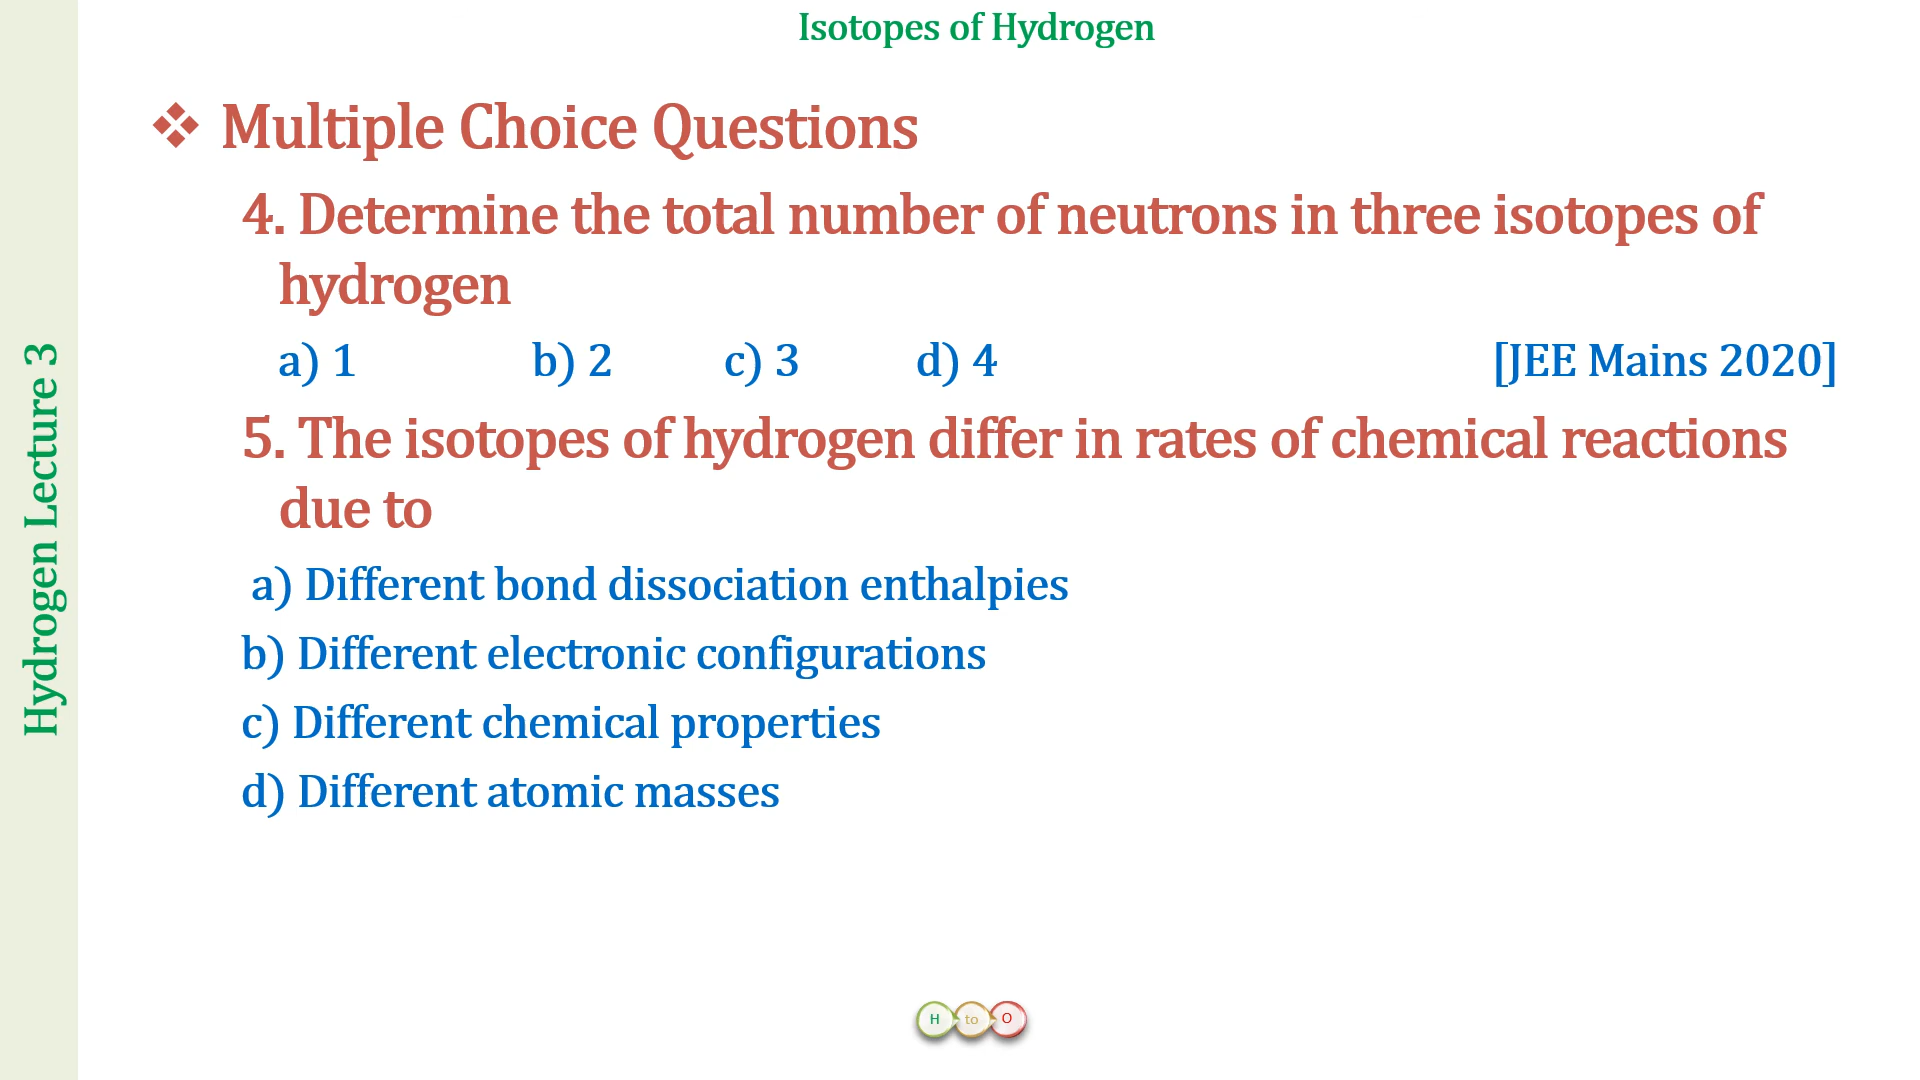 Isotopes of Hydrogen
Hydrogen Lecture 3
❖ Multiple Choice Questions
4. Determine the total number of neutrons in three isotopes of
hydrogen
a) 1 b) 2 c) 3 d) 4 [JEE Mains 2020]
5. The isotopes of hydrogen differ in rates of chemical reactions
due to
a) Different bond dissociation enthalpies
b) Different electronic configurations
c) Different chemical properties
d) Different atomic masses
H to O